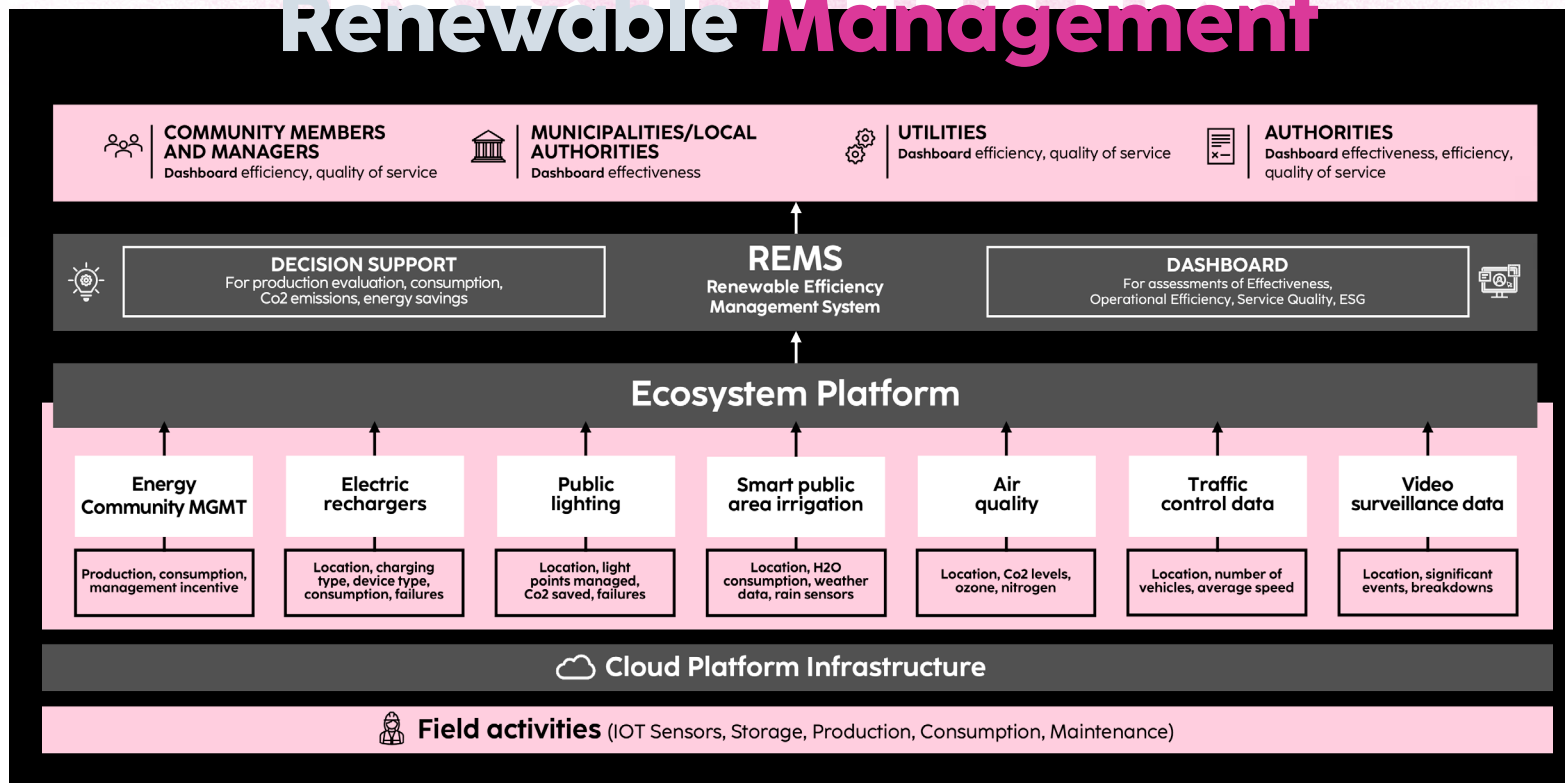 Renewable Management
COMMUNITY MEMBERS
AND MANAGERS
Dashboard efficiency, quality of service
MUNICIPALITIES/LOCAL
AUTHORITIES
Dashboard effectiveness
UTILITIES
Dashboard efficiency, quality of service
AUTHORITIES
Dashboard effectiveness, efficiency,
quality of service
DECISION SUPPORT
For production evaluation, consumption,
Co2 emissions, energy savings
REMS
Renewable Efficiency
Management System
DASHBOARD
For assessments of Effectiveness,
Operational Efficiency, Service Quality, ESG
Ecosystem Platform
Energy
Community MGMT
Electric
rechargers
Public
lighting
Smart public
area irrigation
Air
quality
Traffic
control data
Video
surveillance data
Production, consumption,
management incentive
Location, charging
type, device type,
consumption, failures
Location, light
points managed,
Co2 saved, failures
Location, H2O
consumption, weather
data, rain sensors
Location, Co2 levels,
ozone, nitrogen
Location, number of
vehicles, average speed
Location, significant
events, breakdowns
Cloud Platform Infrastructure
Field activities (IOT Sensors, Storage, Production, Consumption, Maintenance)